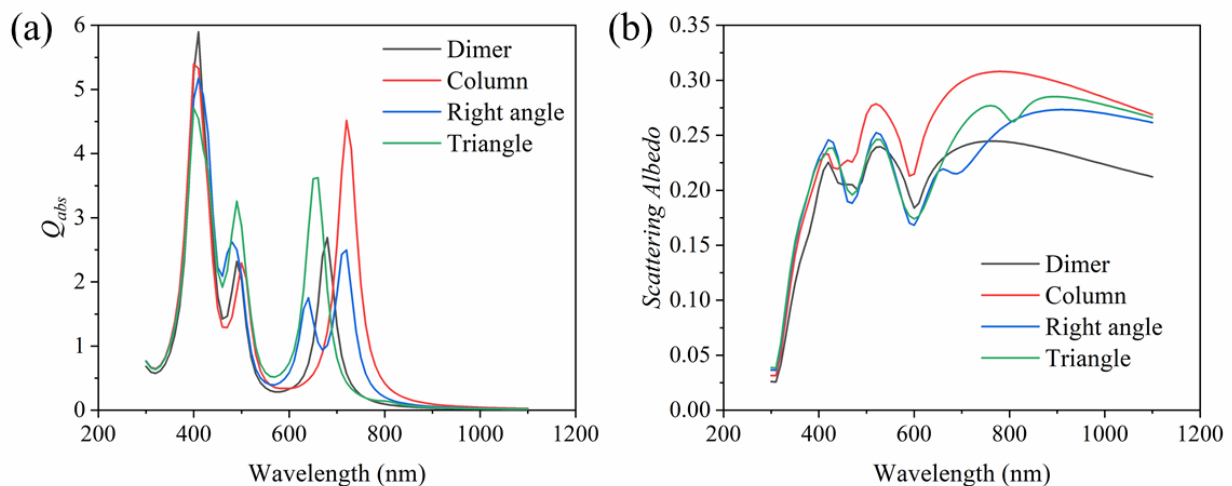 (a)
6
5
4
3
2
1
0
Q_abs
Dimer
Column
Right angle
Triangle
200 400 600 800 1000 1200
Wavelength (nm)
(b)
0.35
0.30
0.25
0.20
0.15
0.10
0.05
0.00
Scattering Albedo
Dimer
Column
Right angle
Triangle
200 400 600 800 1000 1200
Wavelength (nm)